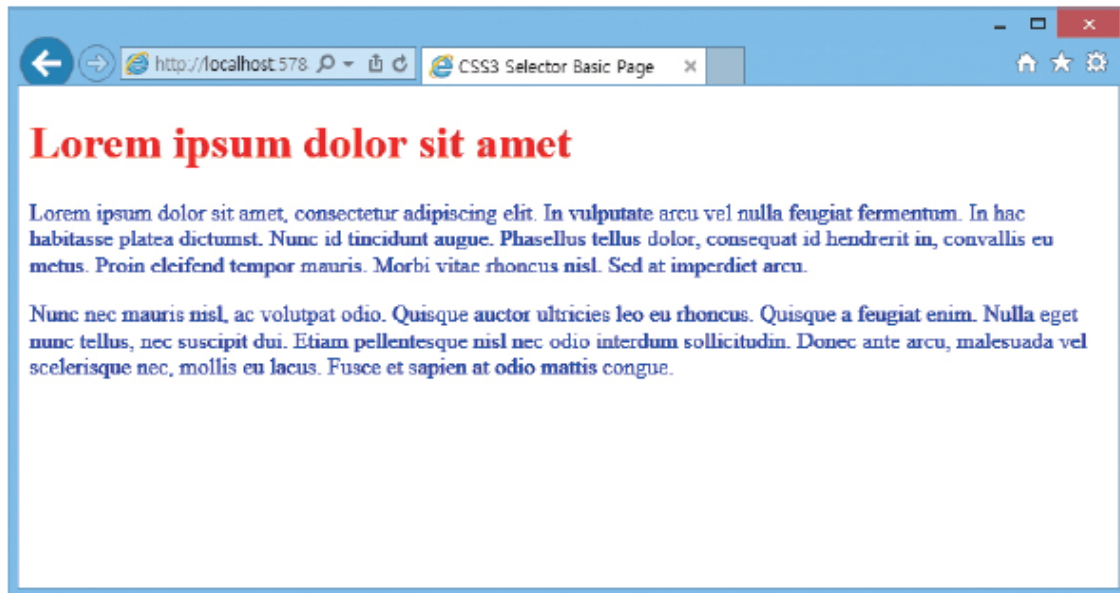 http://localhost:578
CSS3 Selector Basic Page
Lorem ipsum dolor sit amet
Lorem ipsum dolor sit amet, consectetur adipiscing elit. In vulputate arcu vel nulla feugiat fermentum. In hac
habitasse platea dictumst. Nunc id tincidunt augue. Phasellus tellus dolor, consequat id hendrerit in, convallis eu
metus. Proin eleifend tempor mauris. Morbi vitae rhoncus nisl. Sed at imperdiet arcu.
Nunc nec mauris nisl, ac volutpat odio. Quisque auctor ultricies leo eu rhoncus. Quisque a feugiat enim. Nulla eget
nunc tellus, nec suscipit dui. Etiam pellentesque nisl nec odio interdum sollicitudin. Donec ante arcu, malesuada vel
scelerisque nec, mollis eu lacus. Fusce et sapien at odio mattis congue.